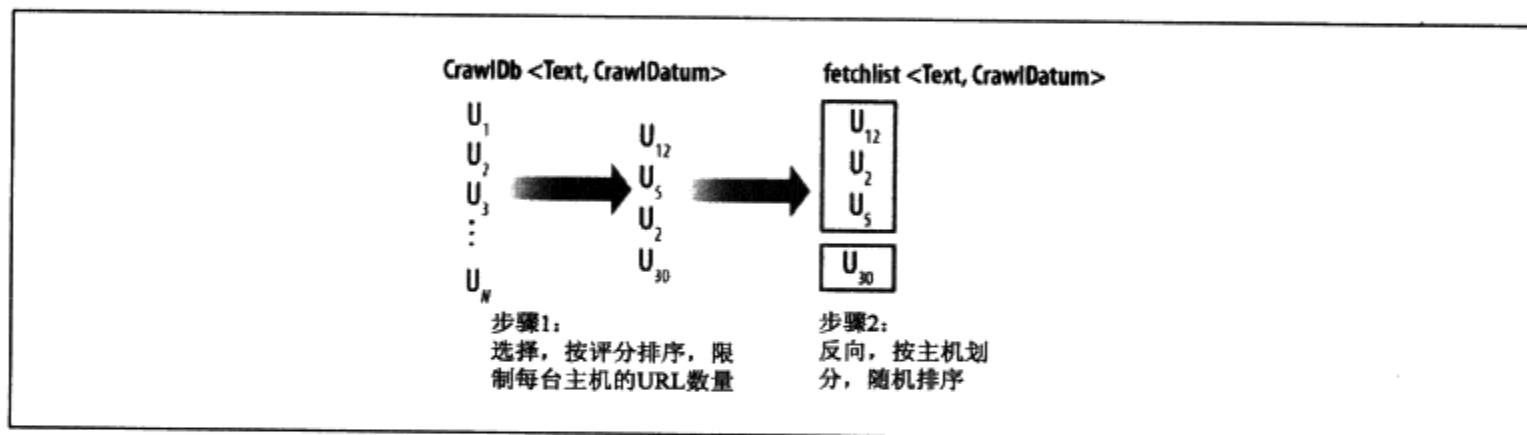 CrawlDb <Text, CrawlDatum>
U1
U2
U3
⋮
UN
U12
U5
U2
U30
步骤1：
选择，按评分排序，限
制每台主机的URL数量
fetchlist <Text, CrawlDatum>
U12
U2
U5
U30
步骤2：
反向，按主机划
分，随机排序